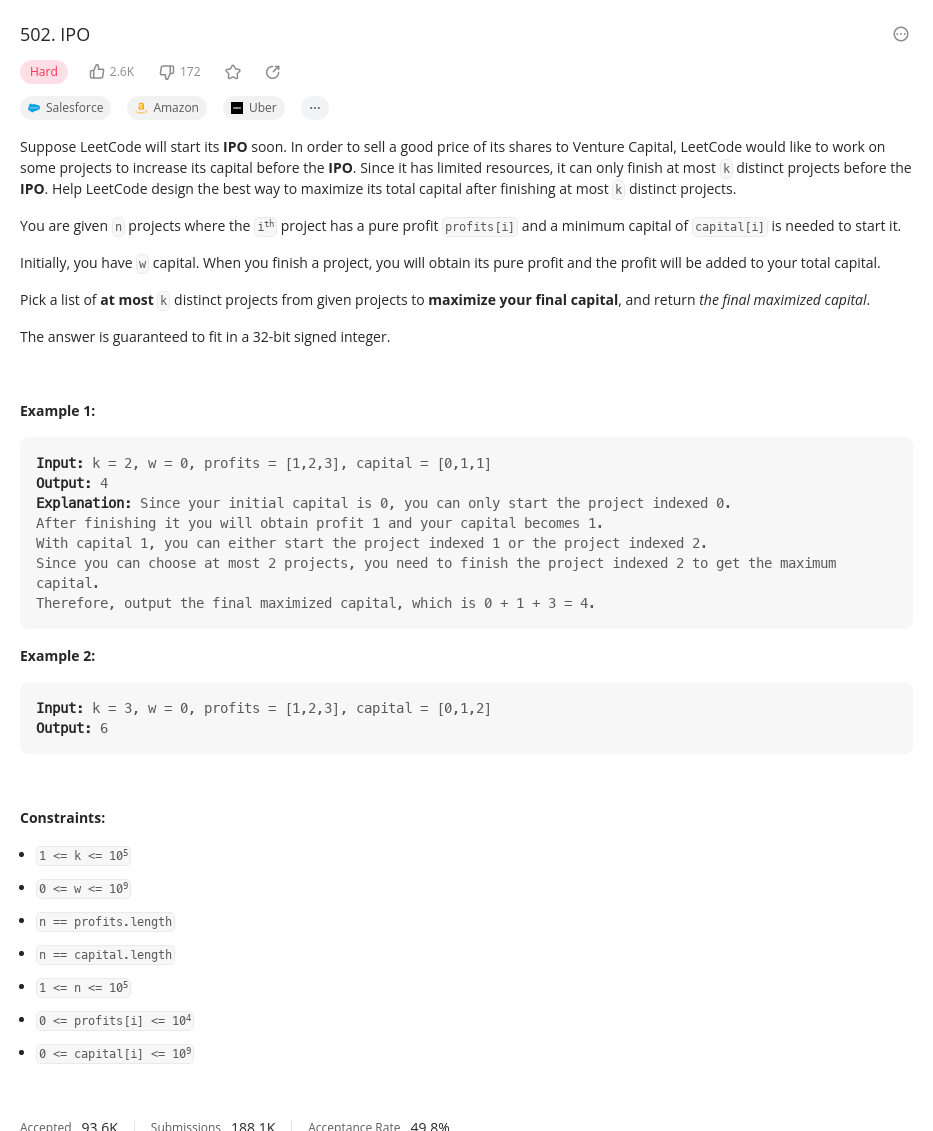 502. IPO
Hard 2.6K 172
Salesforce Amazon Uber ...
Suppose LeetCode will start its IPO soon. In order to sell a good price of its shares to Venture Capital, LeetCode would like to work on
some projects to increase its capital before the IPO. Since it has limited resources, it can only finish at most k distinct projects before the
IPO. Help LeetCode design the best way to maximize its total capital after finishing at most k distinct projects.
You are given n projects where the ith project has a pure profit profits[i] and a minimum capital of capital[i] is needed to start it.
Initially, you have w capital. When you finish a project, you will obtain its pure profit and the profit will be added to your total capital.
Pick a list of at most k distinct projects from given projects to maximize your final capital, and return the final maximized capital.
The answer is guaranteed to fit in a 32-bit signed integer.
Example 1:
Input: k = 2, w = 0, profits = [1,2,3], capital = [0,1,1]
Output: 4
Explanation: Since your initial capital is 0, you can only start the project indexed 0.
After finishing it you will obtain profit 1 and your capital becomes 1.
With capital 1, you can either start the project indexed 1 or the project indexed 2.
Since you can choose at most 2 projects, you need to finish the project indexed 2 to get the maximum
capital.
Therefore, output the final maximized capital, which is 0 + 1 + 3 = 4.
Example 2:
Input: k = 3, w = 0, profits = [1,2,3], capital = [0,1,2]
Output: 6
Constraints:
1 <= k <= 10⁵
0 <= w <= 10⁹
n == profits.length
n == capital.length
1 <= n <= 10⁵
0 <= profits[i] <= 10⁴
0 <= capital[i] <= 10⁹
Accepted 93.6K Submissions 188.1K Acceptance Rate 49.8%